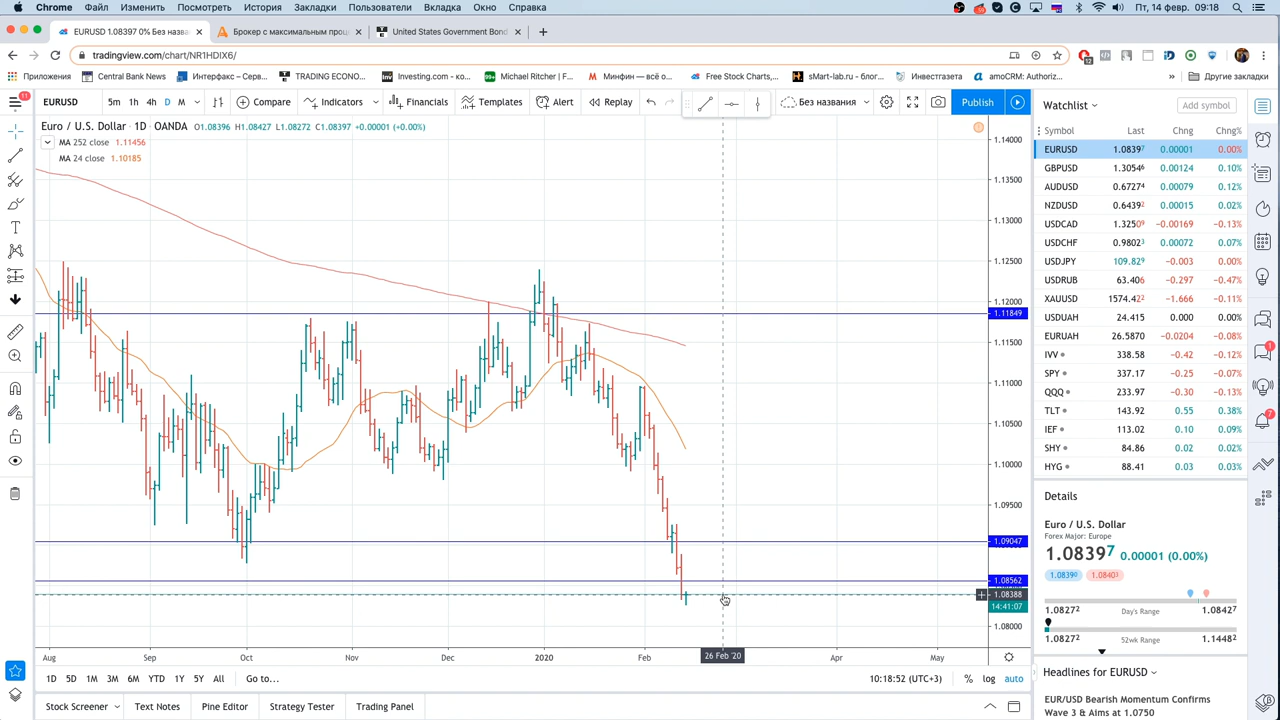 Chrome Файл Изменить Посмотреть История Закладки Пользователи Вкладка Окно Справка Пт, 14 февр. 09:18
EURUSD 1.08397 0% Без назва
Брокер с максимальным проц
United States Government Bond
tradingview.com/chart/NR1HDIX6/
12
Приложения Central Bank News Интерфакс – Сервер... TRADING ECONO... Investing.com - ко... Michael Ritcher / F... Минфин — всё о... Free Stock Charts,... sMart-lab.ru - блог... Инвестгазета amoCRM: Authoriz... » Другие закладки
11
EURUSD 5m 1h 4h D M Compare Indicators Financials Templates Alert Replay Без названия Publish
Euro / U.S. Dollar · 1D · OANDA O1.08396 H1.08427 L1.08272 C1.08397 +0.00001 (+0.00%)
MA 252 close 1.11456
MA 24 close 1.10185
1.14000
1.13500
1.13000
1.12500
1.12000
1.11849
1.11500
1.11000
1.10500
1.10000
1.09500
1.09047
1.08562
1.08388
14:41:07
1.08000
Aug Sep Oct Nov Dec 2020 Feb 26 Feb '20 Apr May
1D 5D 1M 3M 6M YTD 1Y 5Y All Go to... 10:18:52 (UTC+3) % log auto
Stock Screener Text Notes Pine Editor Strategy Tester Trading Panel
Watchlist Add symbol
Symbol Last Chng Chng%
EURUSD 1.08397 0.00001 0.00%
GBPUSD 1.30546 0.00124 0.10%
AUDUSD 0.67274 0.00079 0.12%
NZDUSD 0.64392 0.00015 0.02%
USDCAD 1.32509 −0.00169 −0.13%
USDCHF 0.98023 0.00072 0.07%
USDJPY 109.829 −0.003 0.00%
USDRUB 63.406 −0.297 −0.47%
XAUUSD 1574.422 −1.666 −0.11%
USDUAH 24.415 0.000 0.00%
EURUAH 26.5870 −0.0204 −0.08%
IVV 338.58 −0.42 −0.12%
SPY 337.17 −0.25 −0.07%
QQQ 233.97 −0.30 −0.13%
TLT 143.92 0.55 0.38%
IEF 113.02 0.10 0.09%
SHY 84.86 0.02 0.02%
HYG 88.41 0.03 0.03%
Details
Euro / U.S. Dollar
Forex Major: Europe
1.08397 0.00001 (0.00%)
1.08390 1.08403
1.08272 Day's Range 1.08427
1.08272 52wk Range 1.14482
Headlines for EURUSD
EUR/USD Bearish Momentum Confirms
Wave 3 & Aims at 1.0750
1
7